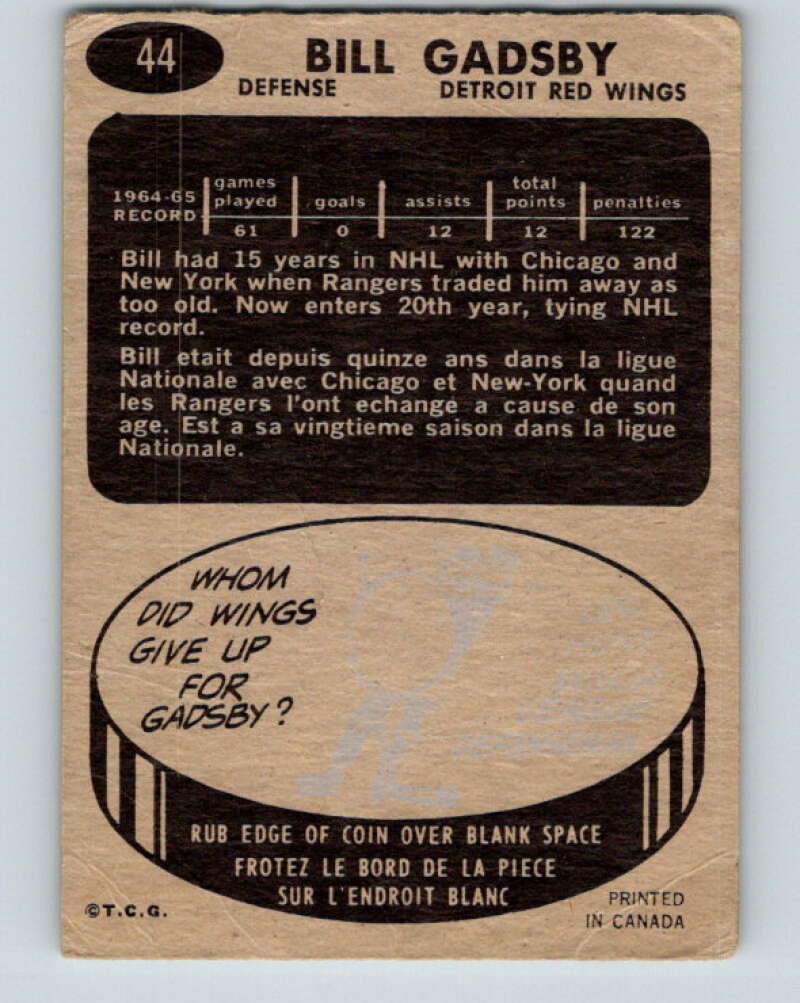 44
BILL GADSBY
DEFENSE DETROIT RED WINGS
1964-65 RECORD games played goals assists total points penalties
61 0 12 12 122
Bill had 15 years in NHL with Chicago and
New York when Rangers traded him away as
too old. Now enters 20th year, tying NHL
record.
Bill etait depuis quinze ans dans la ligue
Nationale avec Chicago et New-York quand
les Rangers l'ont echange a cause de son
age. Est a sa vingtieme saison dans la ligue
Nationale.
WHOM
DID WINGS
GIVE UP
FOR
GADSBY?
RUB EDGE OF COIN OVER BLANK SPACE
FROTEZ LE BORD DE LA PIECE
SUR L'ENDROIT BLANC
©T.C.G.
PRINTED
IN CANADA